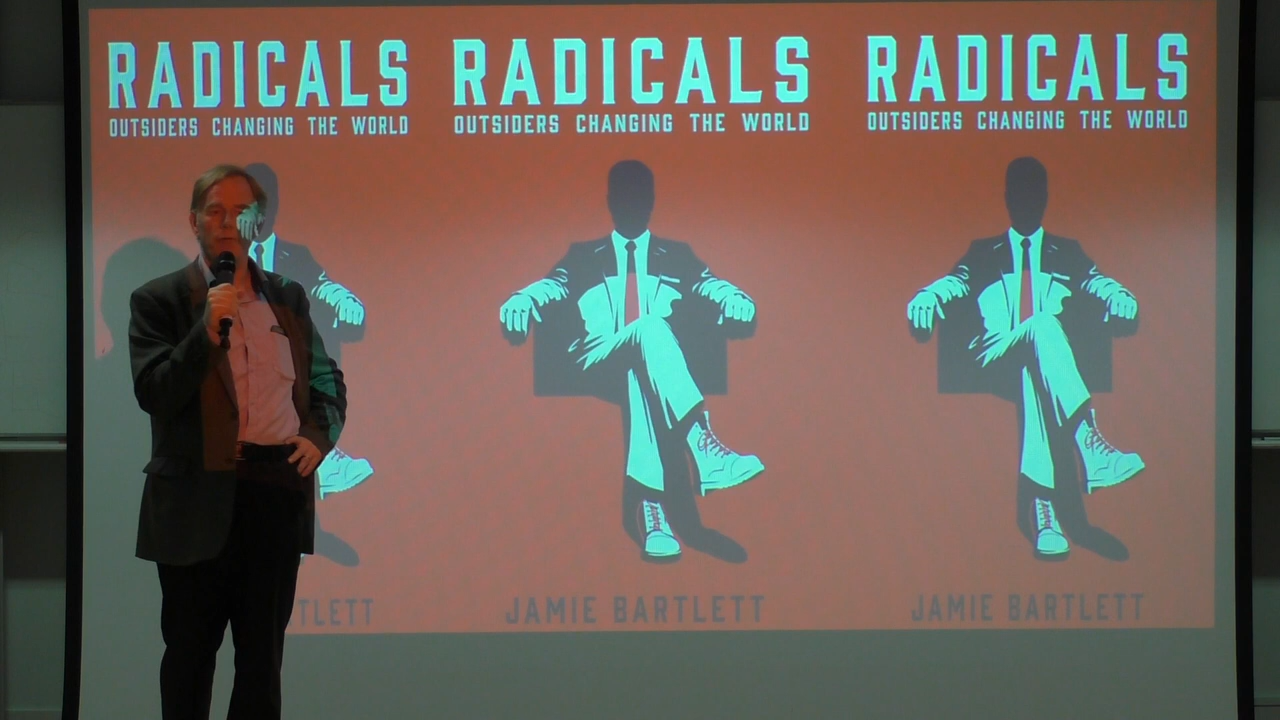 RADICALS
OUTSIDERS CHANGING THE WORLD
TLETT
RADICALS
OUTSIDERS CHANGING THE WORLD
JAMIE BARTLETT
RADICALS
OUTSIDERS CHANGING THE WORLD
JAMIE BARTLETT